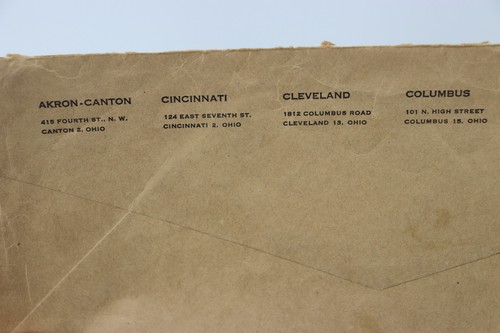 AKRON-CANTON
415 FOURTH ST., N. W.
CANTON 2, OHIO
CINCINNATI
124 EAST SEVENTH ST.
CINCINNATI 2, OHIO
CLEVELAND
1812 COLUMBUS ROAD
CLEVELAND 13, OHIO
COLUMBUS
101 N. HIGH STREET
COLUMBUS 15, OHIO